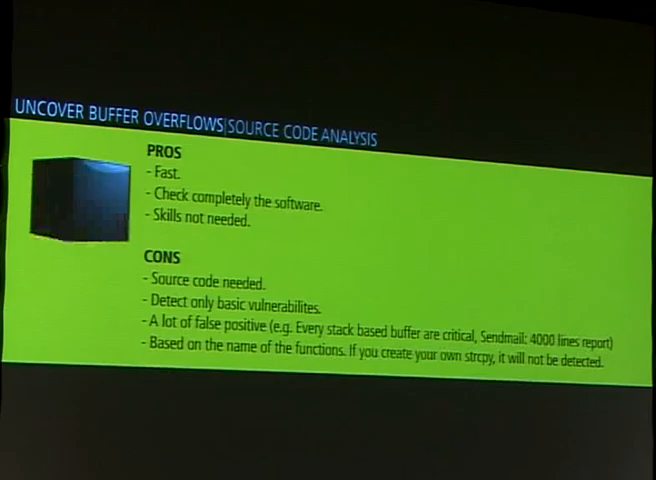 UNCOVER BUFFER OVERFLOWS|SOURCE CODE ANALYSIS
PROS
- Fast.
- Check completely the software.
- Skills not needed.
CONS
- Source code needed.
- Detect only basic vulnerabilites.
- A lot of false positive (e.g. Every stack based buffer are critical, Sendmail: 4000 lines report)
- Based on the name of the functions. If you create your own strcpy, it will not be detected.